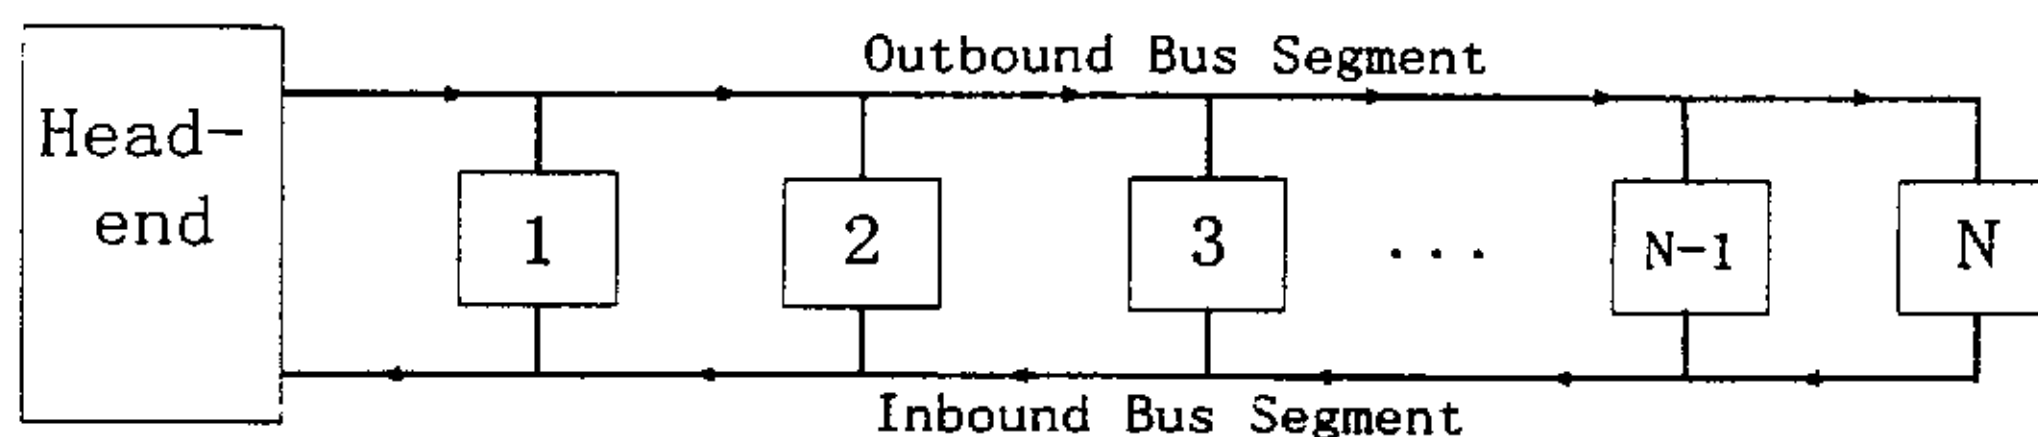 Outbound Bus Segment
Head-
end
1
2
3
...
N-1
N
Inbound Bus Segment